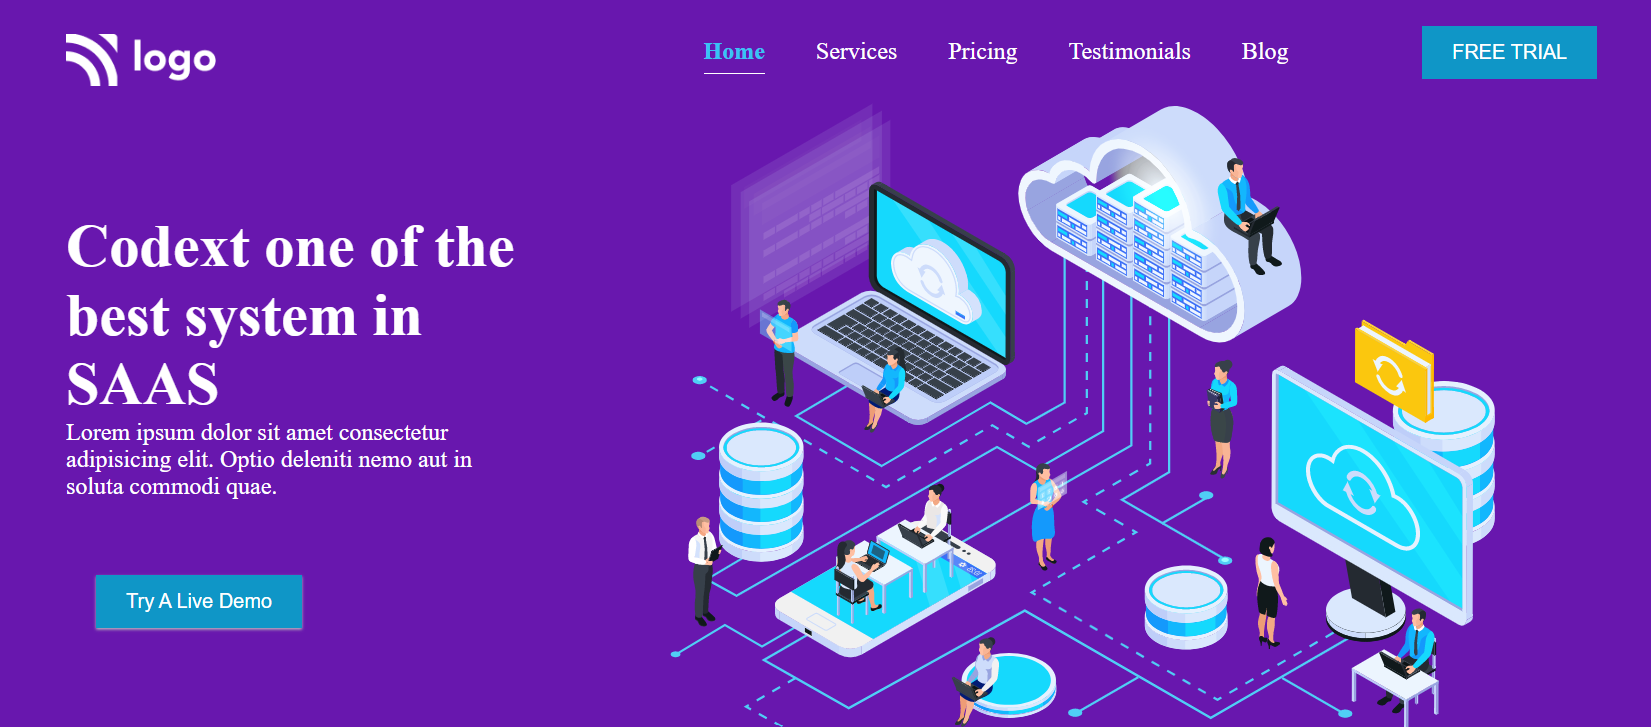 logo
Home Services Pricing Testimonials Blog FREE TRIAL
Codext one of the
best system in
SAAS
Lorem ipsum dolor sit amet consectetur
adipisicing elit. Optio deleniti nemo aut in
soluta commodi quae.
Try A Live Demo